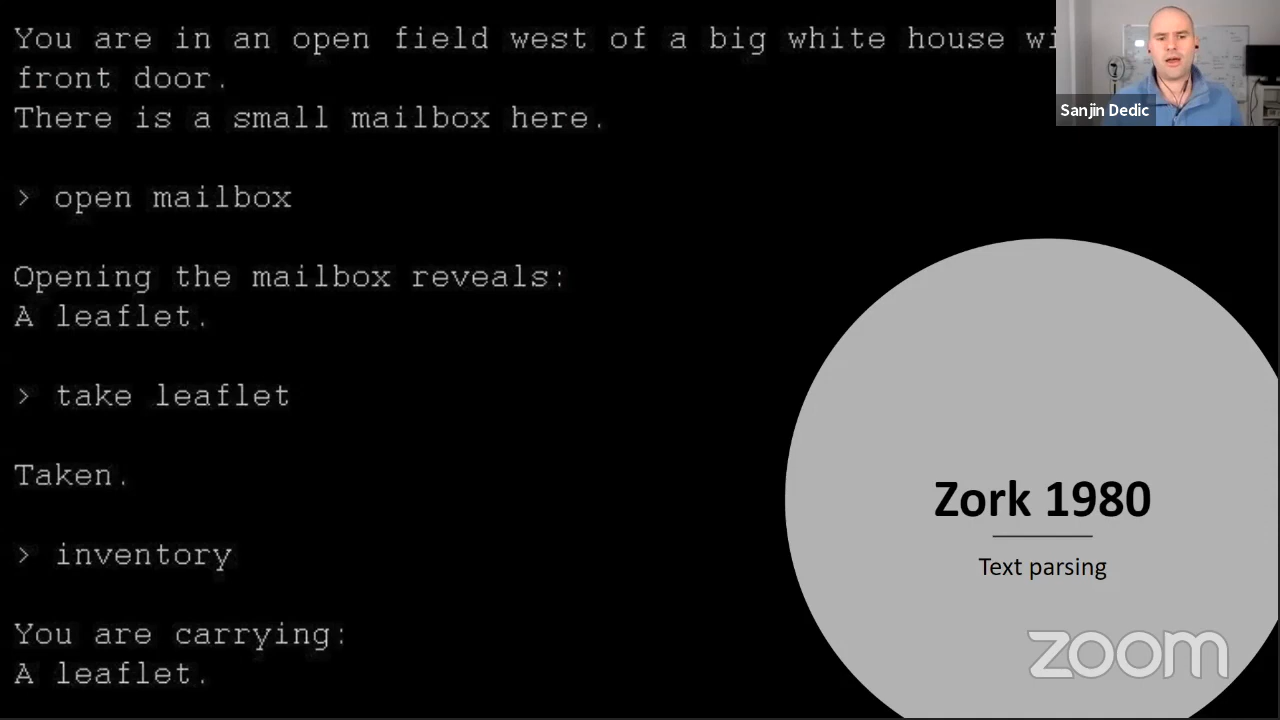 You are in an open field west of a big white house
front door.
There is a small mailbox here.
> open mailbox
Opening the mailbox reveals:
A leaflet.
> take leaflet
Taken.
> inventory
You are carrying:
A leaflet.
Sanjin Dedic
Zork 1980
Text parsing
zoom